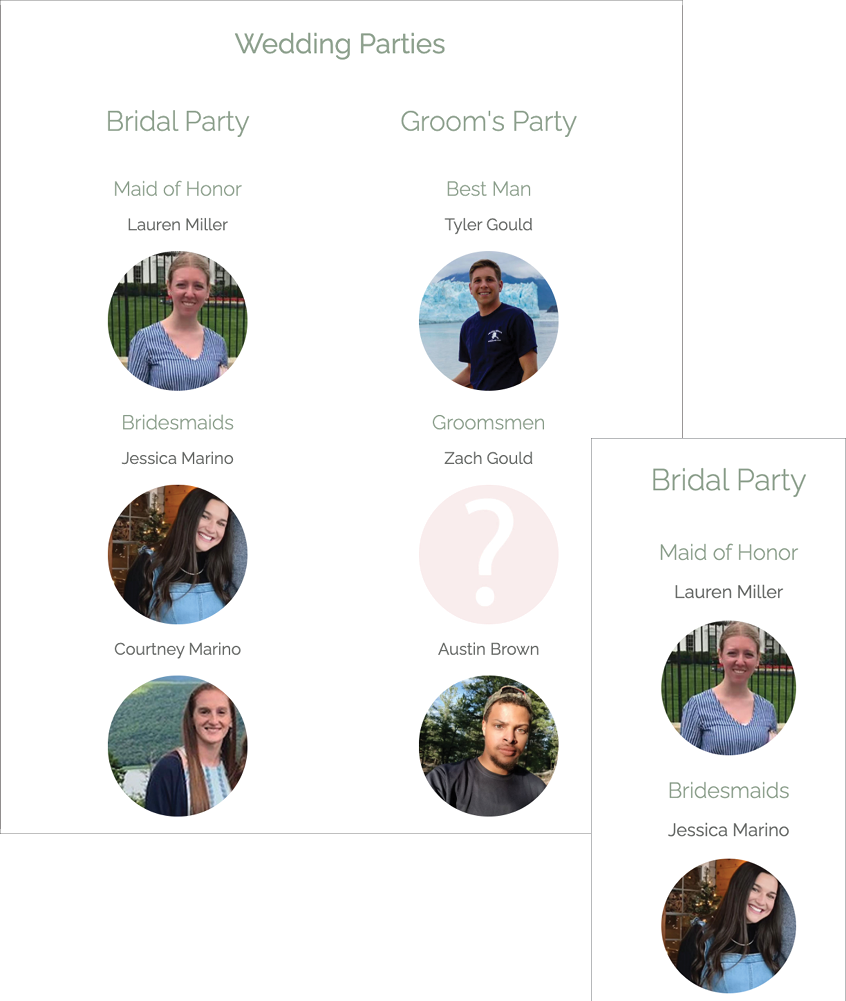 Wedding Parties
Bridal Party
Maid of Honor
Lauren Miller
Bridesmaids
Jessica Marino
Courtney Marino
Groom's Party
Best Man
Tyler Gould
Groomsmen
Zach Gould
?
Austin Brown
Bridal Party
Maid of Honor
Lauren Miller
Bridesmaids
Jessica Marino